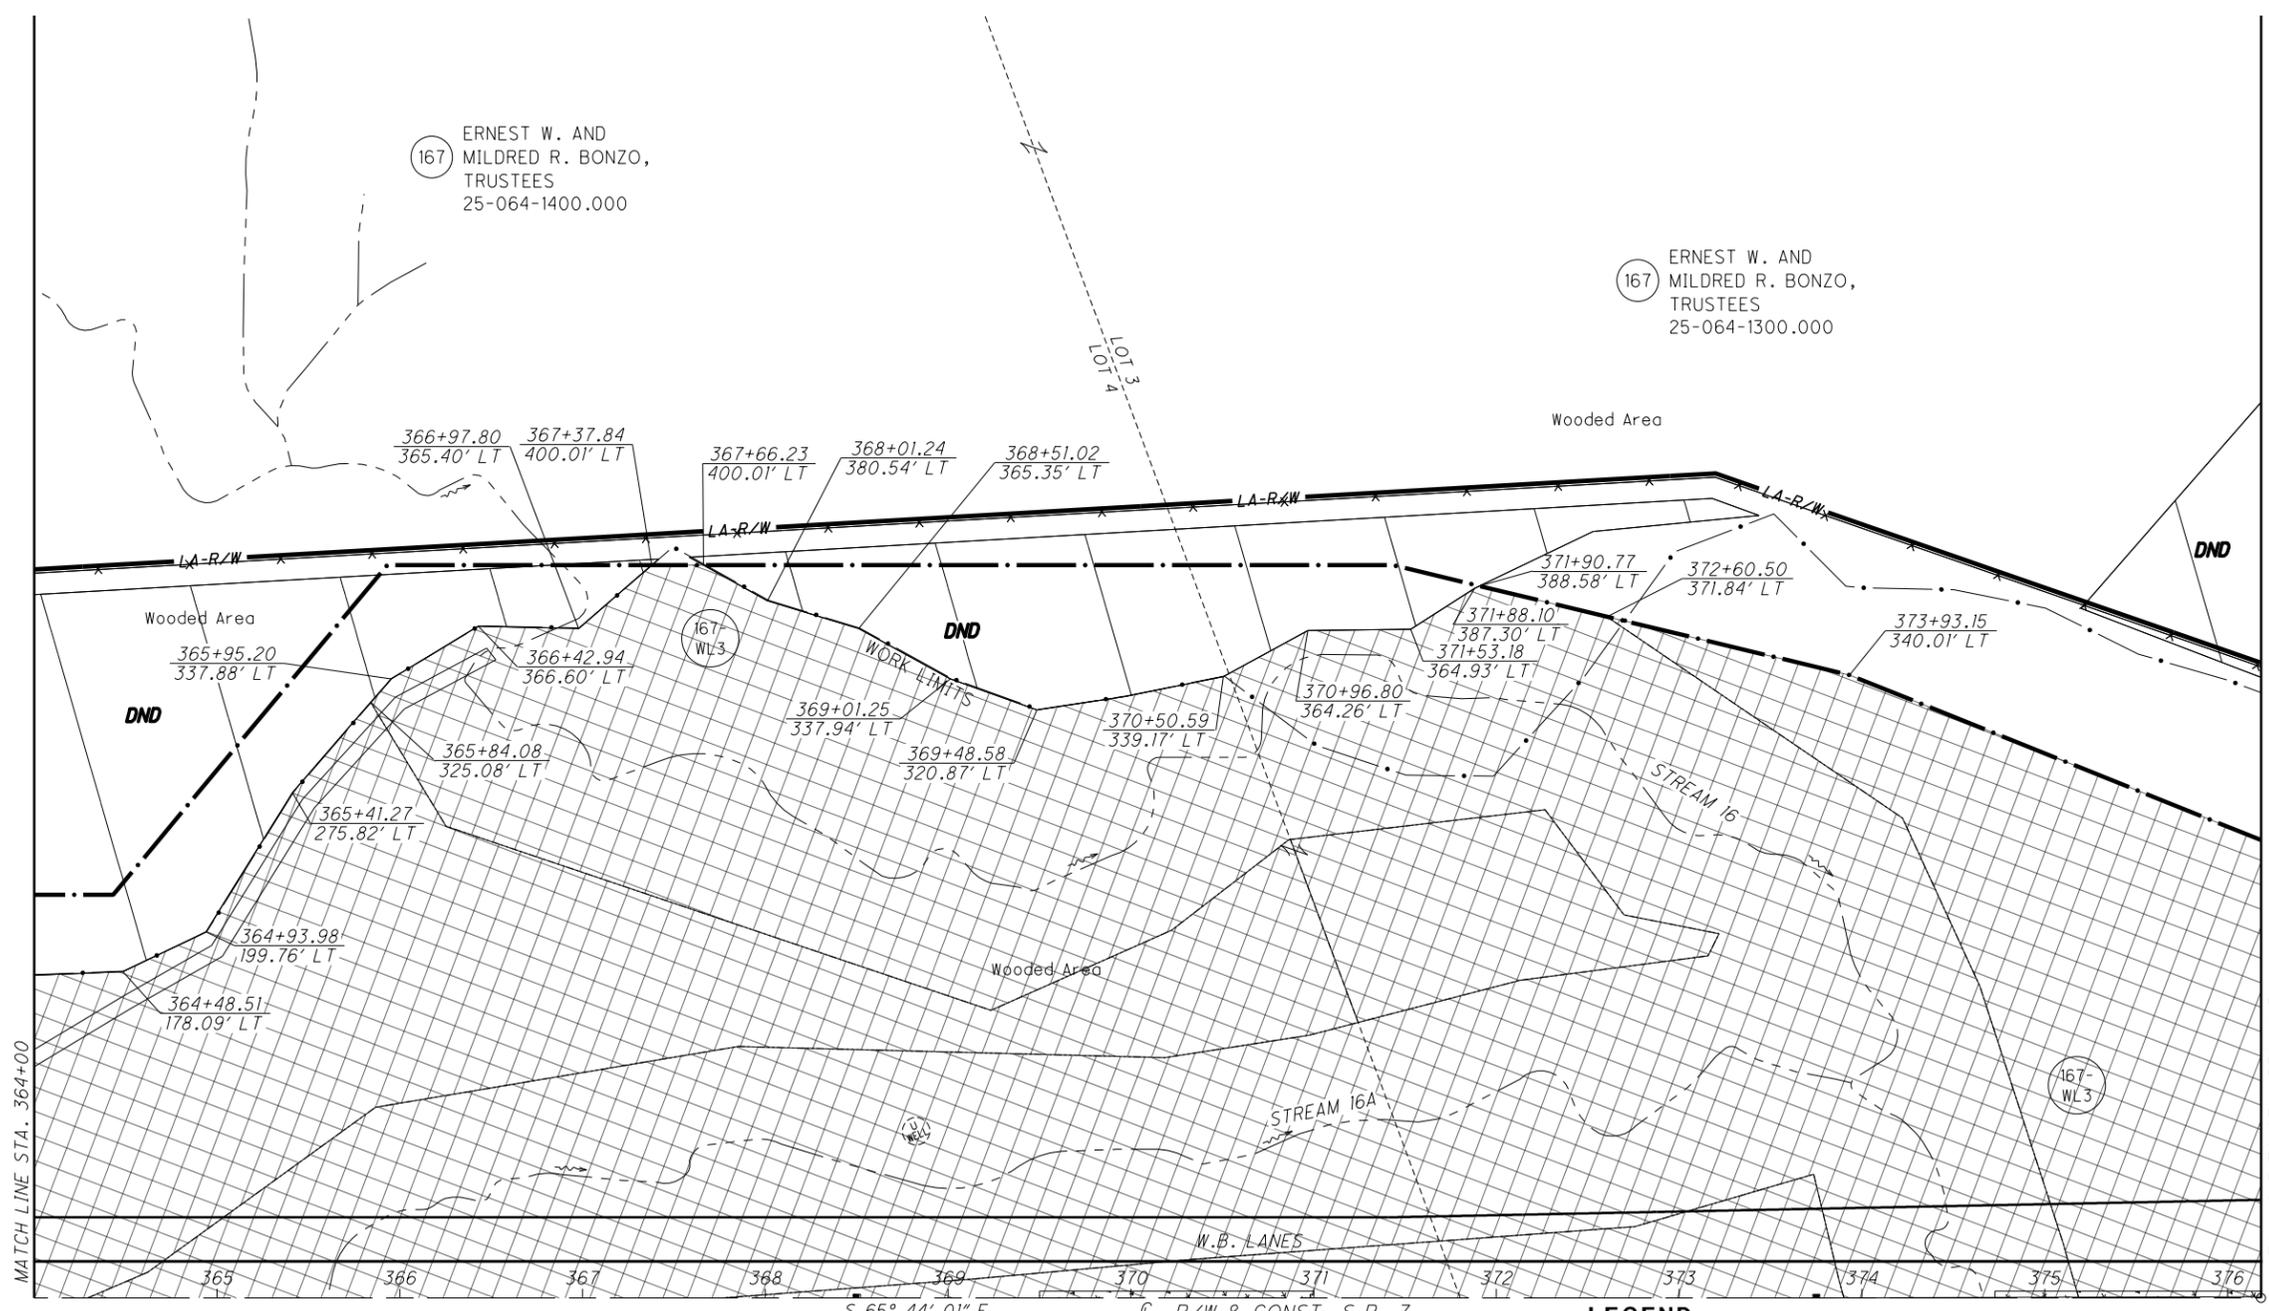 ERNEST W. AND
167 MILDRED R. BONZO,
TRUSTEES
25-064-1400.000
ERNEST W. AND
167 MILDRED R. BONZO,
TRUSTEES
25-064-1300.000
LOT 3
LOT 4
Wooded Area
366+97.80
365.40' LT
367+37.84
400.01' LT
367+66.23
400.01' LT
368+01.24
380.54' LT
368+51.02
365.35' LT
LA-R/W
LA-R/W
LA-R/W
LA-R/W
DND
371+90.77
388.58' LT
372+60.50
371.84' LT
Wooded Area
167-
WL3
DND
371+88.10
387.30' LT
373+93.15
340.01' LT
365+95.20
337.88' LT
366+42.94
366.60' LT
WORK LIMITS
371+53.18
364.93' LT
370+96.80
364.26' LT
DND
369+01.25
337.94' LT
370+50.59
339.17' LT
365+84.08
325.08' LT
369+48.58
320.87' LT
STREAM 16
365+41.27
275.82' LT
364+93.98
199.76' LT
Wooded Area
364+48.51
178.09' LT
MATCH LINE STA. 364+00
167-
WL3
STREAM 16A
U
WELL
W.B. LANES
365 366 367 368 369 370 371 372 373 374 375 376
S 65° 44' 01" E
℄ R/W & CONST. S.R. 7
LEGEND